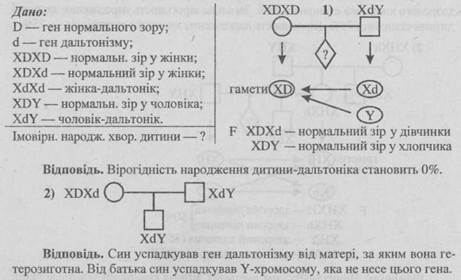 Дано:
D — ген нормального зору;
d — ген дальтонізму;
XDXD — нормальн. зір у жінки;
XDXd — нормальний зір у жінки;
XdXd — жінка-дальтонік;
XDY — нормальн. зір у чоловіка;
XdY — чоловік-дальтонік.
Імовірн. народж. хвор. дитини — ?
XDXD 1) XdY
?
гамети XD Xd
Y
F XDXd — нормальний зір у дівчинки
XDY — нормальний зір у хлопчика
Відповідь. Вірогідність народження дитини-дальтоніка становить 0%.
2) XDXd XdY
XdY
Відповідь. Син успадкував ген дальтонізму від матері, за яким вона ге-
терозиготна. Від батька син успадкував Y-хромосому, яка не несе цього гена.